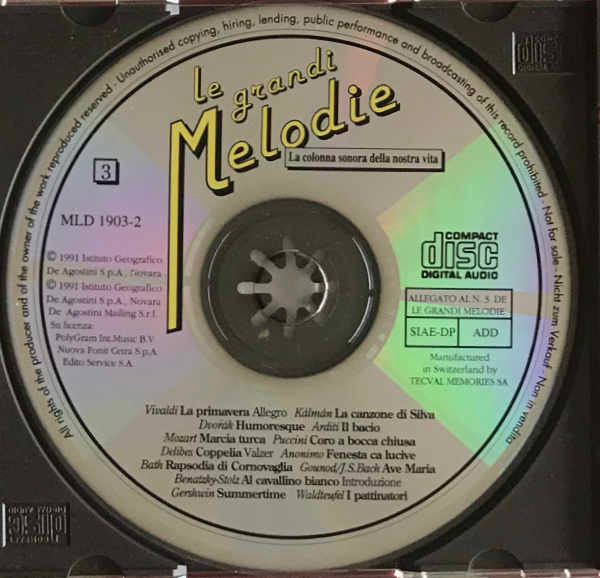 All rights of the producer and of the owner of the work reproduced reserved - Unauthorised copying, hiring, lending, public performance and broadcasting of this record prohibited - Not for sale - Nicht zum Verkauf - Non in vendita
le grandi
Melodie
La colonna sonora della nostra vita
3
MLD 1903-2
© 1991 Istituto Geografico
De Agostini S.p.A., Novara
© 1991 Istituto Geografico
De Agostini S.p.A., Novara
De Agostini Mailing S.r.l.
Su licenza:
PolyGram Int.Music B.V
Nuova Fonit Cetra S.p.A
Edito Service S.A.
COMPACT
disc
DIGITAL AUDIO
ALLEGATO AL N. 3 DE
LE GRANDI MELODIE
SIAE-DP ADD
Manufactured
in Switzerland by
TECVAL MEMORIES SA
Vivaldi La primavera Allegro Kálmán La canzone di Silva
Dvořák Humoresque Arditi Il bacio
Mozart Marcia turca Puccini Coro a bocca chiusa
Delibes Coppelia Valzer Anonimo Fenesta ca lucive
Bath Rapsodia di Cornovaglia Gounod/J.S.Bach Ave Maria
Benatzky-Stolz Al cavallino bianco Introduzione
Gershwin Summertime Waldteufel I pattinatori
disc
COMPACT
disc
DIGITAL AUDIO